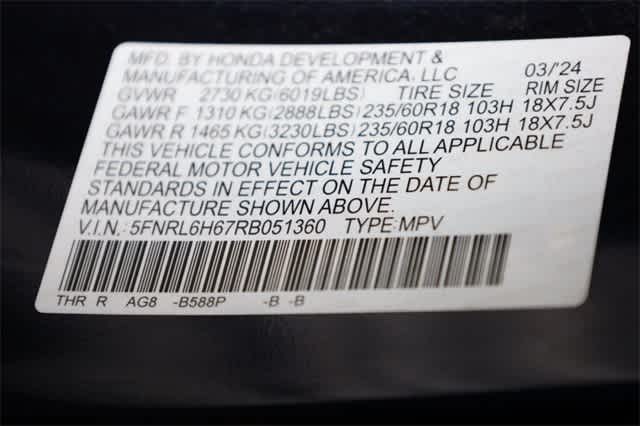 MFD. BY HONDA DEVELOPMENT &
MANUFACTURING OF AMERICA, LLC 03/'24
GVWR 2730 KG(6019LBS) TIRE SIZE RIM SIZE
GAWR F 1310 KG(2888LBS) 235/60R18 103H 18X7.5J
GAWR R 1465 KG(3230LBS) 235/60R18 103H 18X7.5J
THIS VEHICLE CONFORMS TO ALL APPLICABLE
FEDERAL MOTOR VEHICLE SAFETY
STANDARDS IN EFFECT ON THE DATE OF
MANUFACTURE SHOWN ABOVE.
V.I.N.: 5FNRL6H67RB051360 TYPE:MPV
THR R AG8 -B588P -B -B